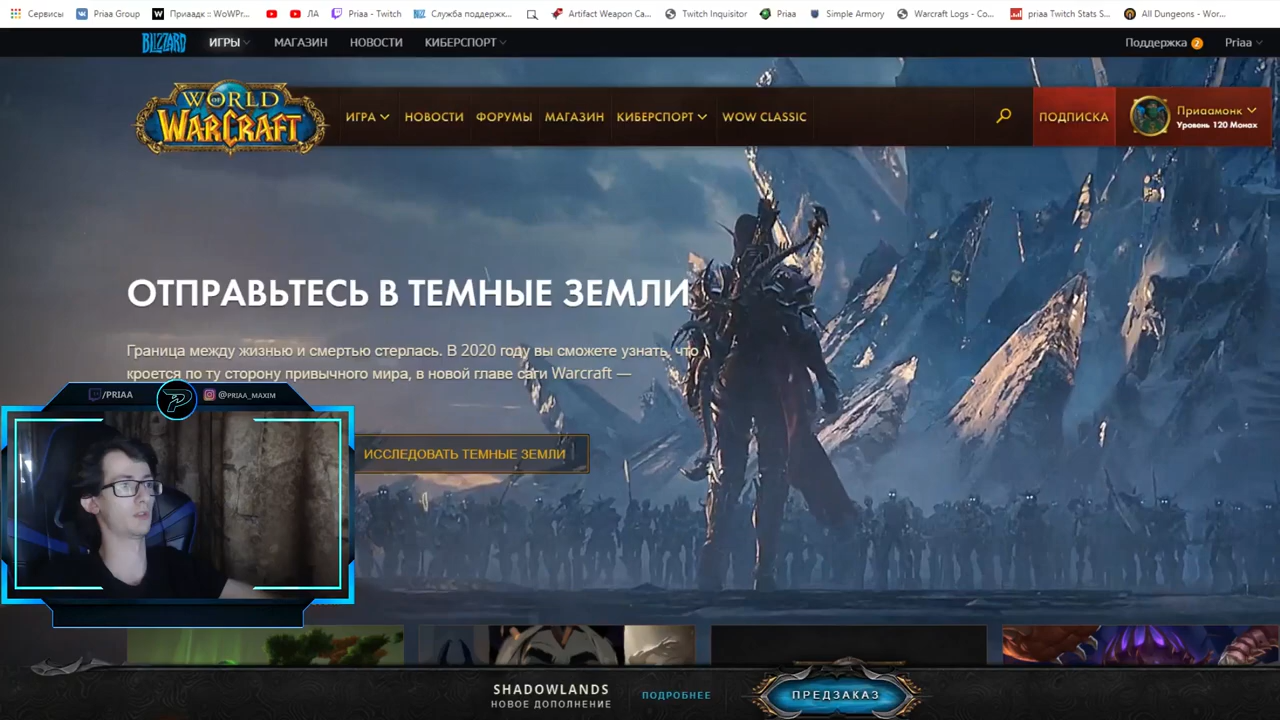 Сервисы
Priaa Group
Приаадк :: WoWPr...
ЛА
Priaa - Twitch
Служба поддержк...
Artifact Weapon Ca...
Twitch Inquisitor
Priaa
Simple Armory
Warcraft Logs - Co...
priaa Twitch Stats S...
All Dungeons - Wor...
BLIZZARD
ИГРЫ
МАГАЗИН
НОВОСТИ
КИБЕРСПОРТ
Поддержка 2
Priaa
WORLD OF WARCRAFT
ИГРА
НОВОСТИ
ФОРУМЫ
МАГАЗИН
КИБЕРСПОРТ
WOW CLASSIC
ПОДПИСКА
Приаамонк
Уровень 120 Монах
ОТПРАВЬТЕСЬ В ТЕМНЫЕ ЗЕМЛИ
Граница между жизнью и смертью стерлась. В 2020 году вы сможете узнать, что
кроется по ту сторону привычного мира, в новой главе саги Warcraft —
/PRIAA
@PRIAA_MAXIM
ИССЛЕДОВАТЬ ТЕМНЫЕ ЗЕМЛИ
SHADOWLANDS
НОВОЕ ДОПОЛНЕНИЕ
ПОДРОБНЕЕ
ПРЕДЗАКАЗ